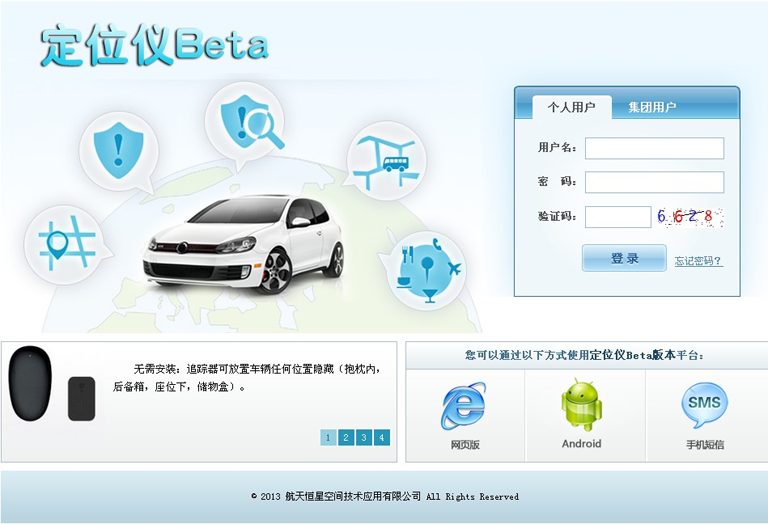 定位仪Beta
个人用户 集团用户
用户名：
密 码：
验证码： 6 6 2 8
登 录 忘记密码？
无需安装：追踪器可放置车辆任何位置隐藏（抱枕内，
后备箱，座位下，储物盒）。
1 2 3 4
您可以通过以下方式使用定位仪Beta版本平台：
SMS
网页版 Android 手机短信
© 2013 航天恒星空间技术应用有限公司 All Rights Reserved